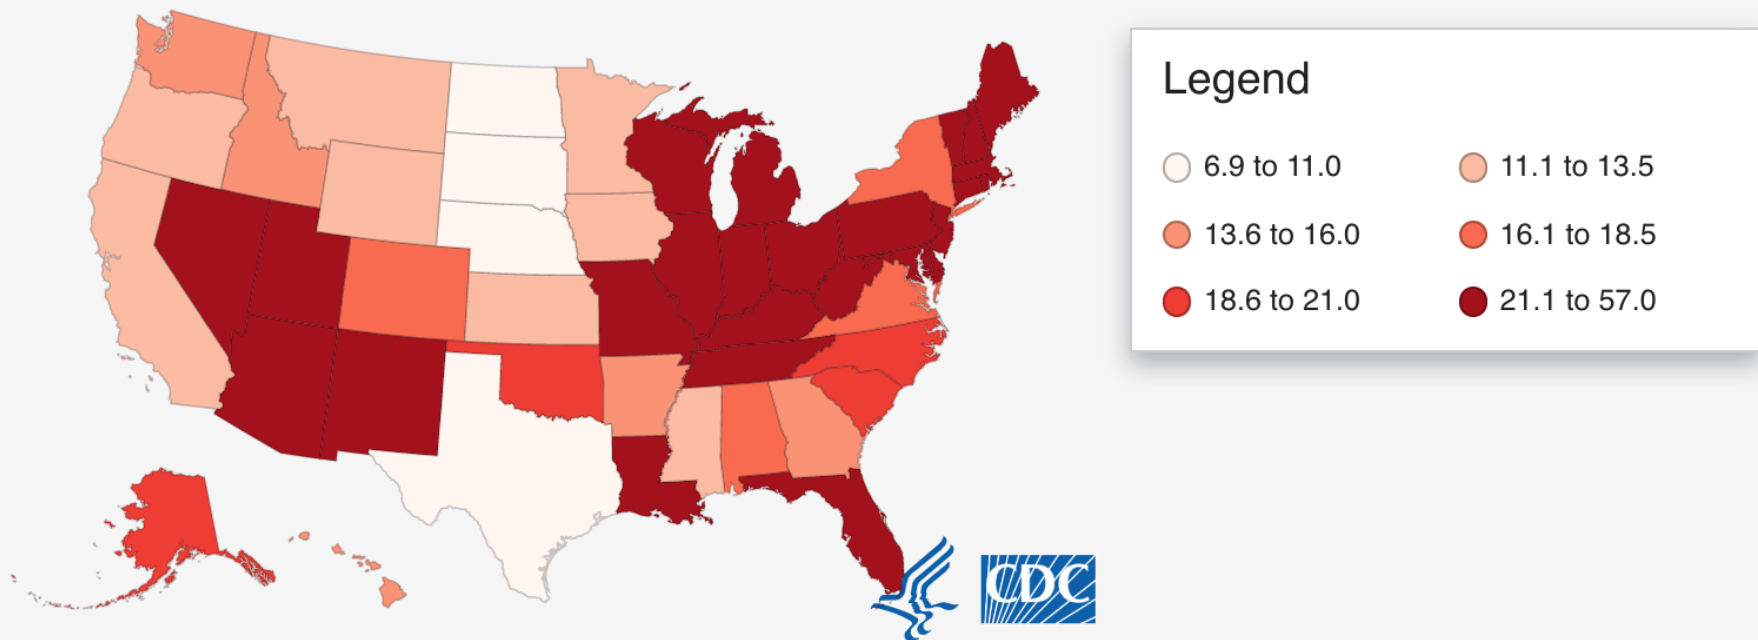 Legend
6.9 to 11.0
11.1 to 13.5
13.6 to 16.0
16.1 to 18.5
18.6 to 21.0
21.1 to 57.0
CDC